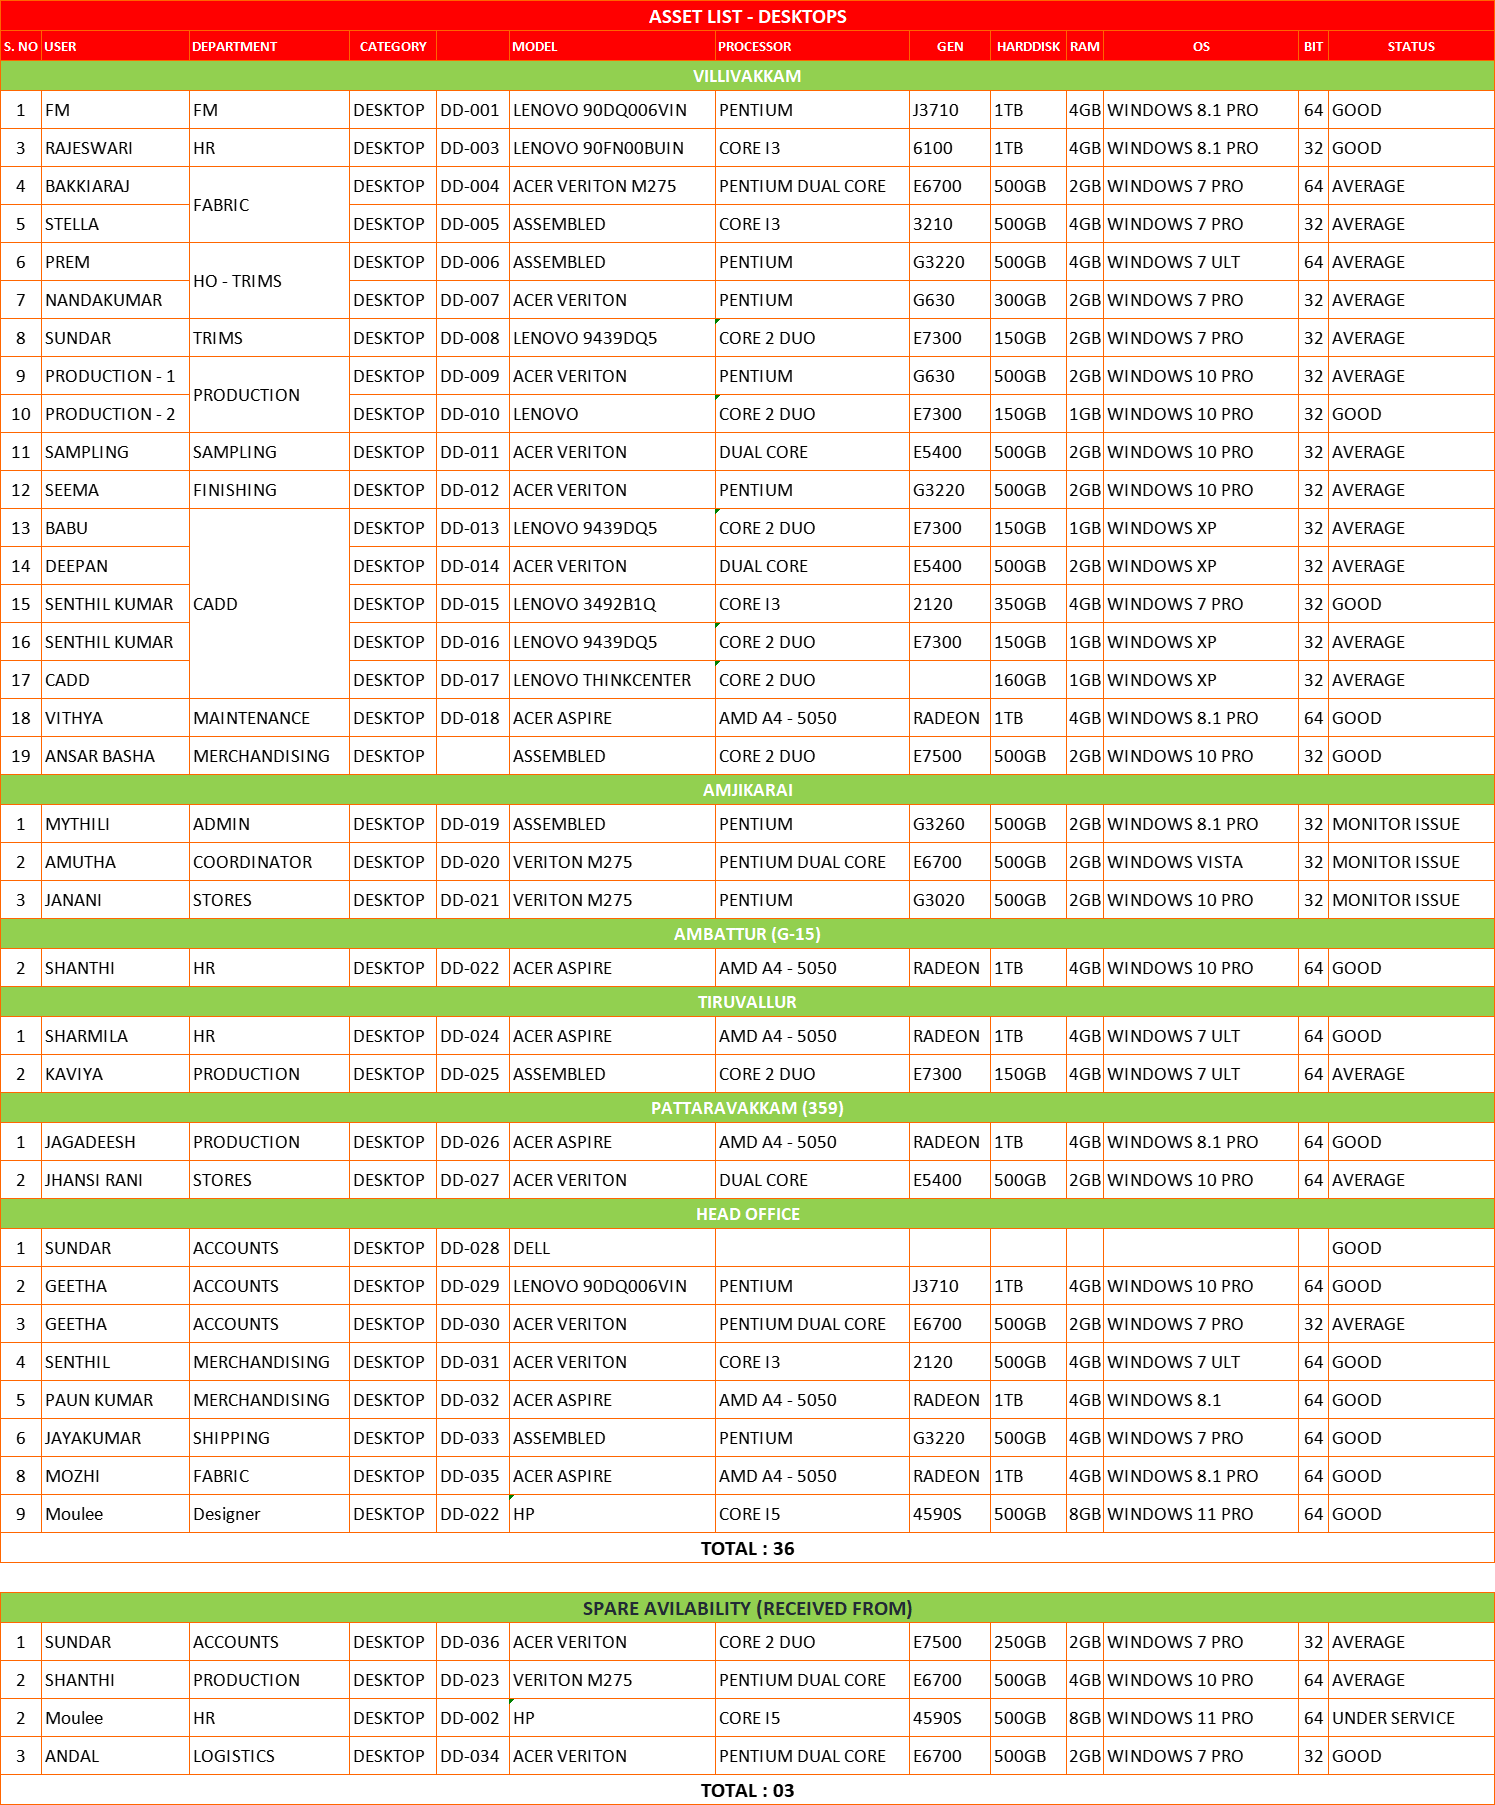 ASSET LIST - DESKTOPS
S. NO USER DEPARTMENT CATEGORY MODEL PROCESSOR GEN HARDDISK RAM OS BIT STATUS
VILLIVAKKAM
1 FM FM DESKTOP DD-001 LENOVO 90DQ006VIN PENTIUM J3710 1TB 4GB WINDOWS 8.1 PRO 64 GOOD
3 RAJESWARI HR DESKTOP DD-003 LENOVO 90FN00BUIN CORE I3 6100 1TB 4GB WINDOWS 8.1 PRO 32 GOOD
4 BAKKIARAJ FABRIC DESKTOP DD-004 ACER VERITON M275 PENTIUM DUAL CORE E6700 500GB 2GB WINDOWS 7 PRO 64 AVERAGE
5 STELLA DESKTOP DD-005 ASSEMBLED CORE I3 3210 500GB 4GB WINDOWS 7 PRO 32 AVERAGE
6 PREM HO - TRIMS DESKTOP DD-006 ASSEMBLED PENTIUM G3220 500GB 4GB WINDOWS 7 ULT 64 AVERAGE
7 NANDAKUMAR DESKTOP DD-007 ACER VERITON PENTIUM G630 300GB 2GB WINDOWS 7 PRO 32 AVERAGE
8 SUNDAR TRIMS DESKTOP DD-008 LENOVO 9439DQ5 CORE 2 DUO E7300 150GB 2GB WINDOWS 7 PRO 32 AVERAGE
9 PRODUCTION - 1 PRODUCTION DESKTOP DD-009 ACER VERITON PENTIUM G630 500GB 2GB WINDOWS 10 PRO 32 AVERAGE
10 PRODUCTION - 2 DESKTOP DD-010 LENOVO CORE 2 DUO E7300 150GB 1GB WINDOWS 10 PRO 32 GOOD
11 SAMPLING SAMPLING DESKTOP DD-011 ACER VERITON DUAL CORE E5400 500GB 2GB WINDOWS 10 PRO 32 AVERAGE
12 SEEMA FINISHING DESKTOP DD-012 ACER VERITON PENTIUM G3220 500GB 2GB WINDOWS 10 PRO 32 AVERAGE
13 BABU DESKTOP DD-013 LENOVO 9439DQ5 CORE 2 DUO E7300 150GB 1GB WINDOWS XP 32 AVERAGE
14 DEEPAN DESKTOP DD-014 ACER VERITON DUAL CORE E5400 500GB 2GB WINDOWS XP 32 AVERAGE
15 SENTHIL KUMAR CADD DESKTOP DD-015 LENOVO 3492B1Q CORE I3 2120 350GB 4GB WINDOWS 7 PRO 32 GOOD
16 SENTHIL KUMAR DESKTOP DD-016 LENOVO 9439DQ5 CORE 2 DUO E7300 150GB 1GB WINDOWS XP 32 AVERAGE
17 CADD DESKTOP DD-017 LENOVO THINKCENTER CORE 2 DUO 160GB 1GB WINDOWS XP 32 AVERAGE
18 VITHYA MAINTENANCE DESKTOP DD-018 ACER ASPIRE AMD A4 - 5050 RADEON 1TB 4GB WINDOWS 8.1 PRO 64 GOOD
19 ANSAR BASHA MERCHANDISING DESKTOP ASSEMBLED CORE 2 DUO E7500 500GB 2GB WINDOWS 10 PRO 32 GOOD
AMJIKARAI
1 MYTHILI ADMIN DESKTOP DD-019 ASSEMBLED PENTIUM G3260 500GB 2GB WINDOWS 8.1 PRO 32 MONITOR ISSUE
2 AMUTHA COORDINATOR DESKTOP DD-020 VERITON M275 PENTIUM DUAL CORE E6700 500GB 2GB WINDOWS VISTA 32 MONITOR ISSUE
3 JANANI STORES DESKTOP DD-021 VERITON M275 PENTIUM G3020 500GB 2GB WINDOWS 10 PRO 32 MONITOR ISSUE
AMBATTUR (G-15)
2 SHANTHI HR DESKTOP DD-022 ACER ASPIRE AMD A4 - 5050 RADEON 1TB 4GB WINDOWS 10 PRO 64 GOOD
TIRUVALLUR
1 SHARMILA HR DESKTOP DD-024 ACER ASPIRE AMD A4 - 5050 RADEON 1TB 4GB WINDOWS 7 ULT 64 GOOD
2 KAVIYA PRODUCTION DESKTOP DD-025 ASSEMBLED CORE 2 DUO E7300 150GB 4GB WINDOWS 7 ULT 64 AVERAGE
PATTARAVAKKAM (359)
1 JAGADEESH PRODUCTION DESKTOP DD-026 ACER ASPIRE AMD A4 - 5050 RADEON 1TB 4GB WINDOWS 8.1 PRO 64 GOOD
2 JHANSI RANI STORES DESKTOP DD-027 ACER VERITON DUAL CORE E5400 500GB 2GB WINDOWS 10 PRO 64 AVERAGE
HEAD OFFICE
1 SUNDAR ACCOUNTS DESKTOP DD-028 DELL GOOD
2 GEETHA ACCOUNTS DESKTOP DD-029 LENOVO 90DQ006VIN PENTIUM J3710 1TB 4GB WINDOWS 10 PRO 64 GOOD
3 GEETHA ACCOUNTS DESKTOP DD-030 ACER VERITON PENTIUM DUAL CORE E6700 500GB 2GB WINDOWS 7 PRO 32 AVERAGE
4 SENTHIL MERCHANDISING DESKTOP DD-031 ACER VERITON CORE I3 2120 500GB 4GB WINDOWS 7 ULT 64 GOOD
5 PAUN KUMAR MERCHANDISING DESKTOP DD-032 ACER ASPIRE AMD A4 - 5050 RADEON 1TB 4GB WINDOWS 8.1 64 GOOD
6 JAYAKUMAR SHIPPING DESKTOP DD-033 ASSEMBLED PENTIUM G3220 500GB 4GB WINDOWS 7 PRO 64 GOOD
8 MOZHI FABRIC DESKTOP DD-035 ACER ASPIRE AMD A4 - 5050 RADEON 1TB 4GB WINDOWS 8.1 PRO 64 GOOD
9 Moulee Designer DESKTOP DD-022 HP CORE I5 4590S 500GB 8GB WINDOWS 11 PRO 64 GOOD
TOTAL : 36
SPARE AVILABILITY (RECEIVED FROM)
1 SUNDAR ACCOUNTS DESKTOP DD-036 ACER VERITON CORE 2 DUO E7500 250GB 2GB WINDOWS 7 PRO 32 AVERAGE
2 SHANTHI PRODUCTION DESKTOP DD-023 VERITON M275 PENTIUM DUAL CORE E6700 500GB 4GB WINDOWS 10 PRO 64 AVERAGE
2 Moulee HR DESKTOP DD-002 HP CORE I5 4590S 500GB 8GB WINDOWS 11 PRO 64 UNDER SERVICE
3 ANDAL LOGISTICS DESKTOP DD-034 ACER VERITON PENTIUM DUAL CORE E6700 500GB 2GB WINDOWS 7 PRO 32 GOOD
TOTAL : 03